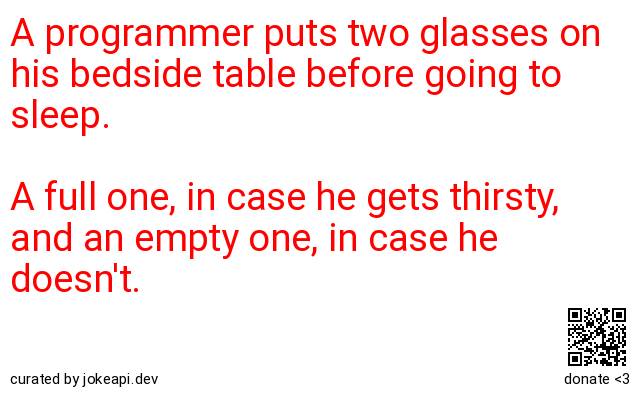 A programmer puts two glasses on
his bedside table before going to
sleep.
A full one, in case he gets thirsty,
and an empty one, in case he
doesn't.
curated by jokeapi.dev
donate <3